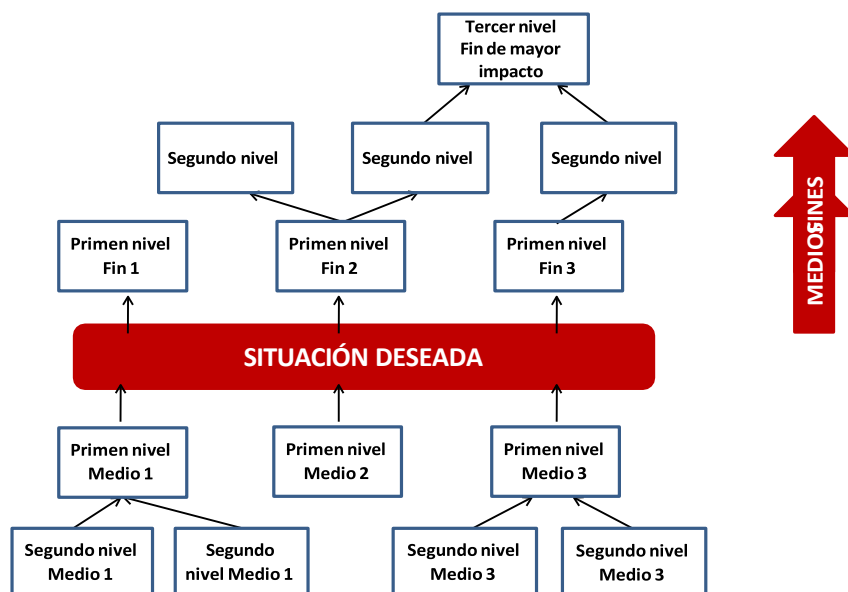 Tercer nivel
Fin de mayor
impacto
Segundo nivel
Segundo nivel
Segundo nivel
Primen nivel
Fin 1
Primen nivel
Fin 2
Primen nivel
Fin 3
SITUACIÓN DESEADA
Primen nivel
Medio 1
Primen nivel
Medio 2
Primen nivel
Medio 3
Segundo nivel
Medio 1
Segundo
nivel Medio 1
Segundo nivel
Medio 3
Segundo nivel
Medio 3
MEDIOS